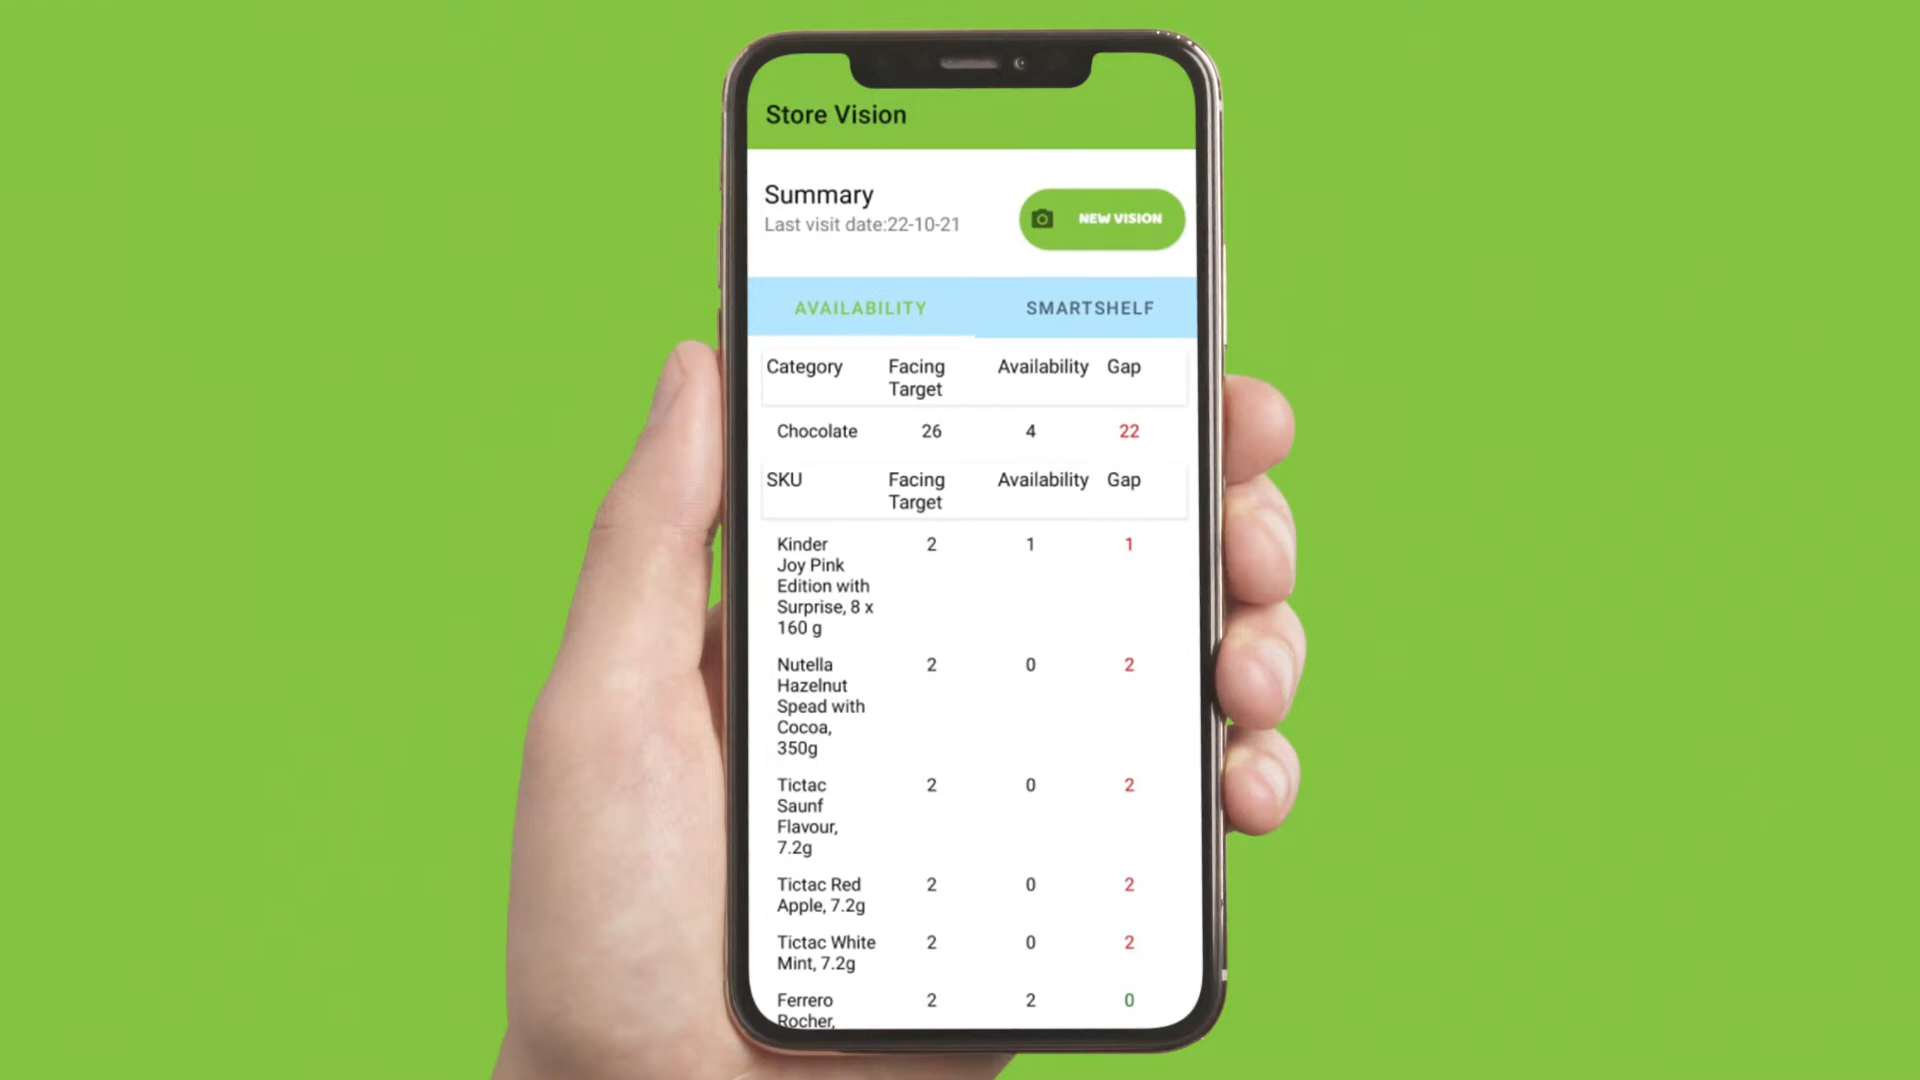 Store Vision
Summary
Last visit date:22-10-21
NEW VISION
AVAILABILITY SMARTSHELF
Category Facing Availability Gap
Target
Chocolate 26 4 22
SKU Facing Availability Gap
Target
Kinder 2 1 1
Joy Pink
Edition with
Surprise, 8 x
160 g
Nutella 2 0 2
Hazelnut
Spead with
Cocoa,
350g
Tictac 2 0 2
Saunf
Flavour,
7.2g
Tictac Red 2 0 2
Apple, 7.2g
Tictac White 2 0 2
Mint, 7.2g
Ferrero 2 2 0
Rocher,